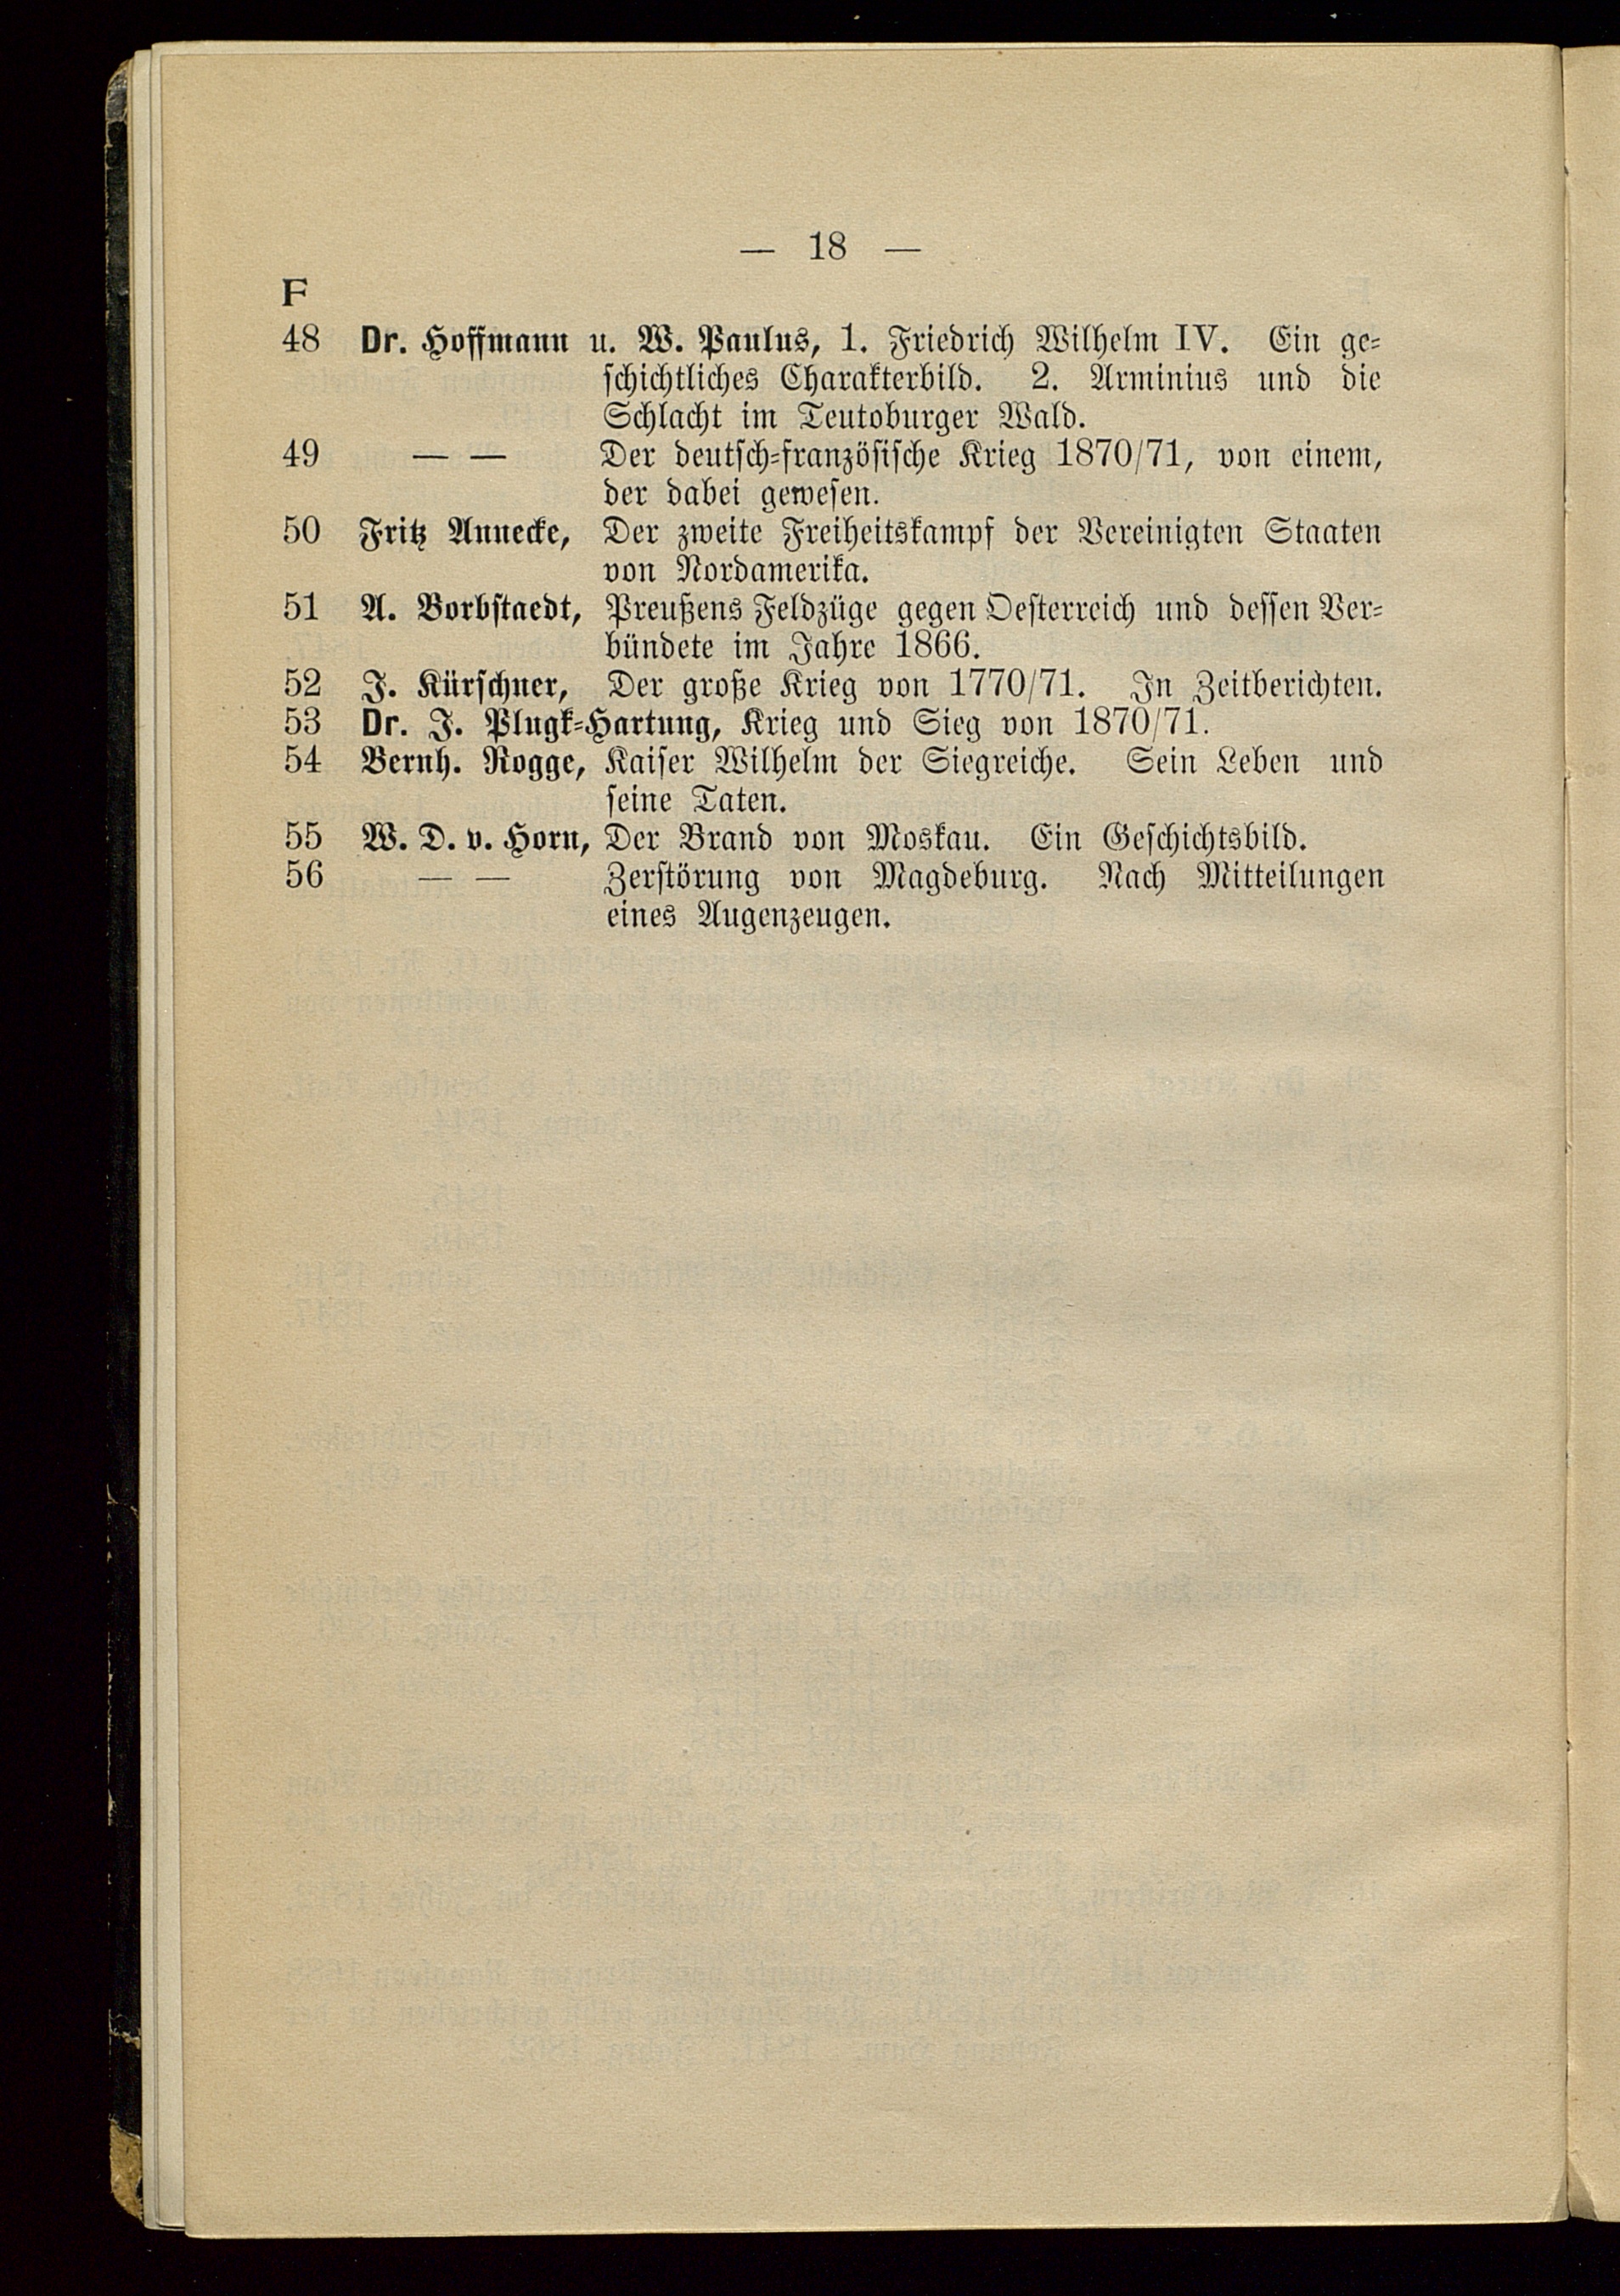 — 18 —
F
48 Dr. Hoffmann u. W. Paulus, 1. Friedrich Wilhelm IV. Ein ge-
schichtliches Charakterbild. 2. Arminius und die
Schlacht im Teutoburger Wald.
49 — — Der deutsch-französische Krieg 1870/71, von einem,
der dabei gewesen.
50 Fritz Annecke, Der zweite Freiheitskampf der Vereinigten Staaten
von Nordamerika.
51 A. Borbstaedt, Preußens Feldzüge gegen Oesterreich und dessen Ver-
bündete im Jahre 1866.
52 J. Kürschner, Der große Krieg von 1770/71. In Zeitberichten.
53 Dr. J. Plugk-Hartung, Krieg und Sieg von 1870/71.
54 Bernh. Rogge, Kaiser Wilhelm der Siegreiche. Sein Leben und
seine Taten.
55 W. D. v. Horn, Der Brand von Moskau. Ein Geschichtsbild.
56 — — Zerstörung von Magdeburg. Nach Mitteilungen
eines Augenzeugen.